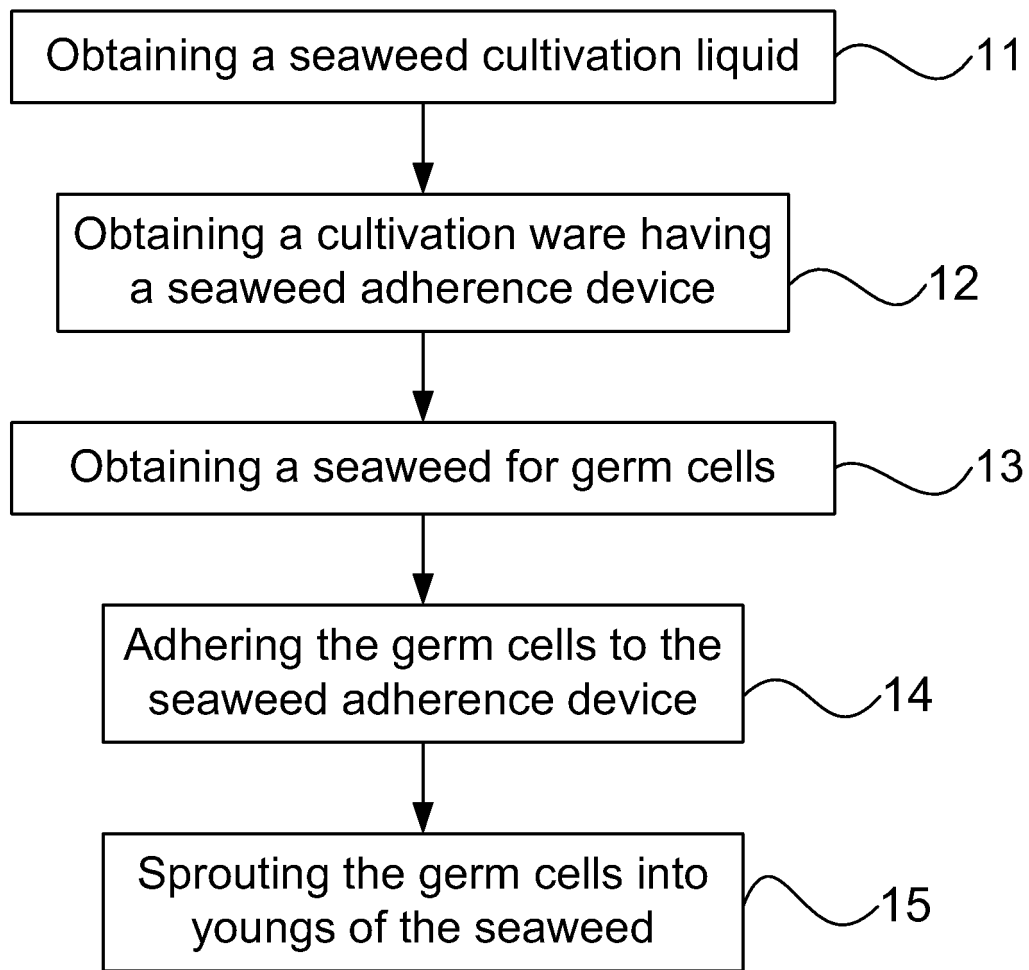 Obtaining a seaweed cultivation liquid
11
Obtaining a cultivation ware having
a seaweed adherence device
12
Obtaining a seaweed for germ cells
13
Adhering the germ cells to the
seaweed adherence device
14
Sprouting the germ cells into
youngs of the seaweed
15